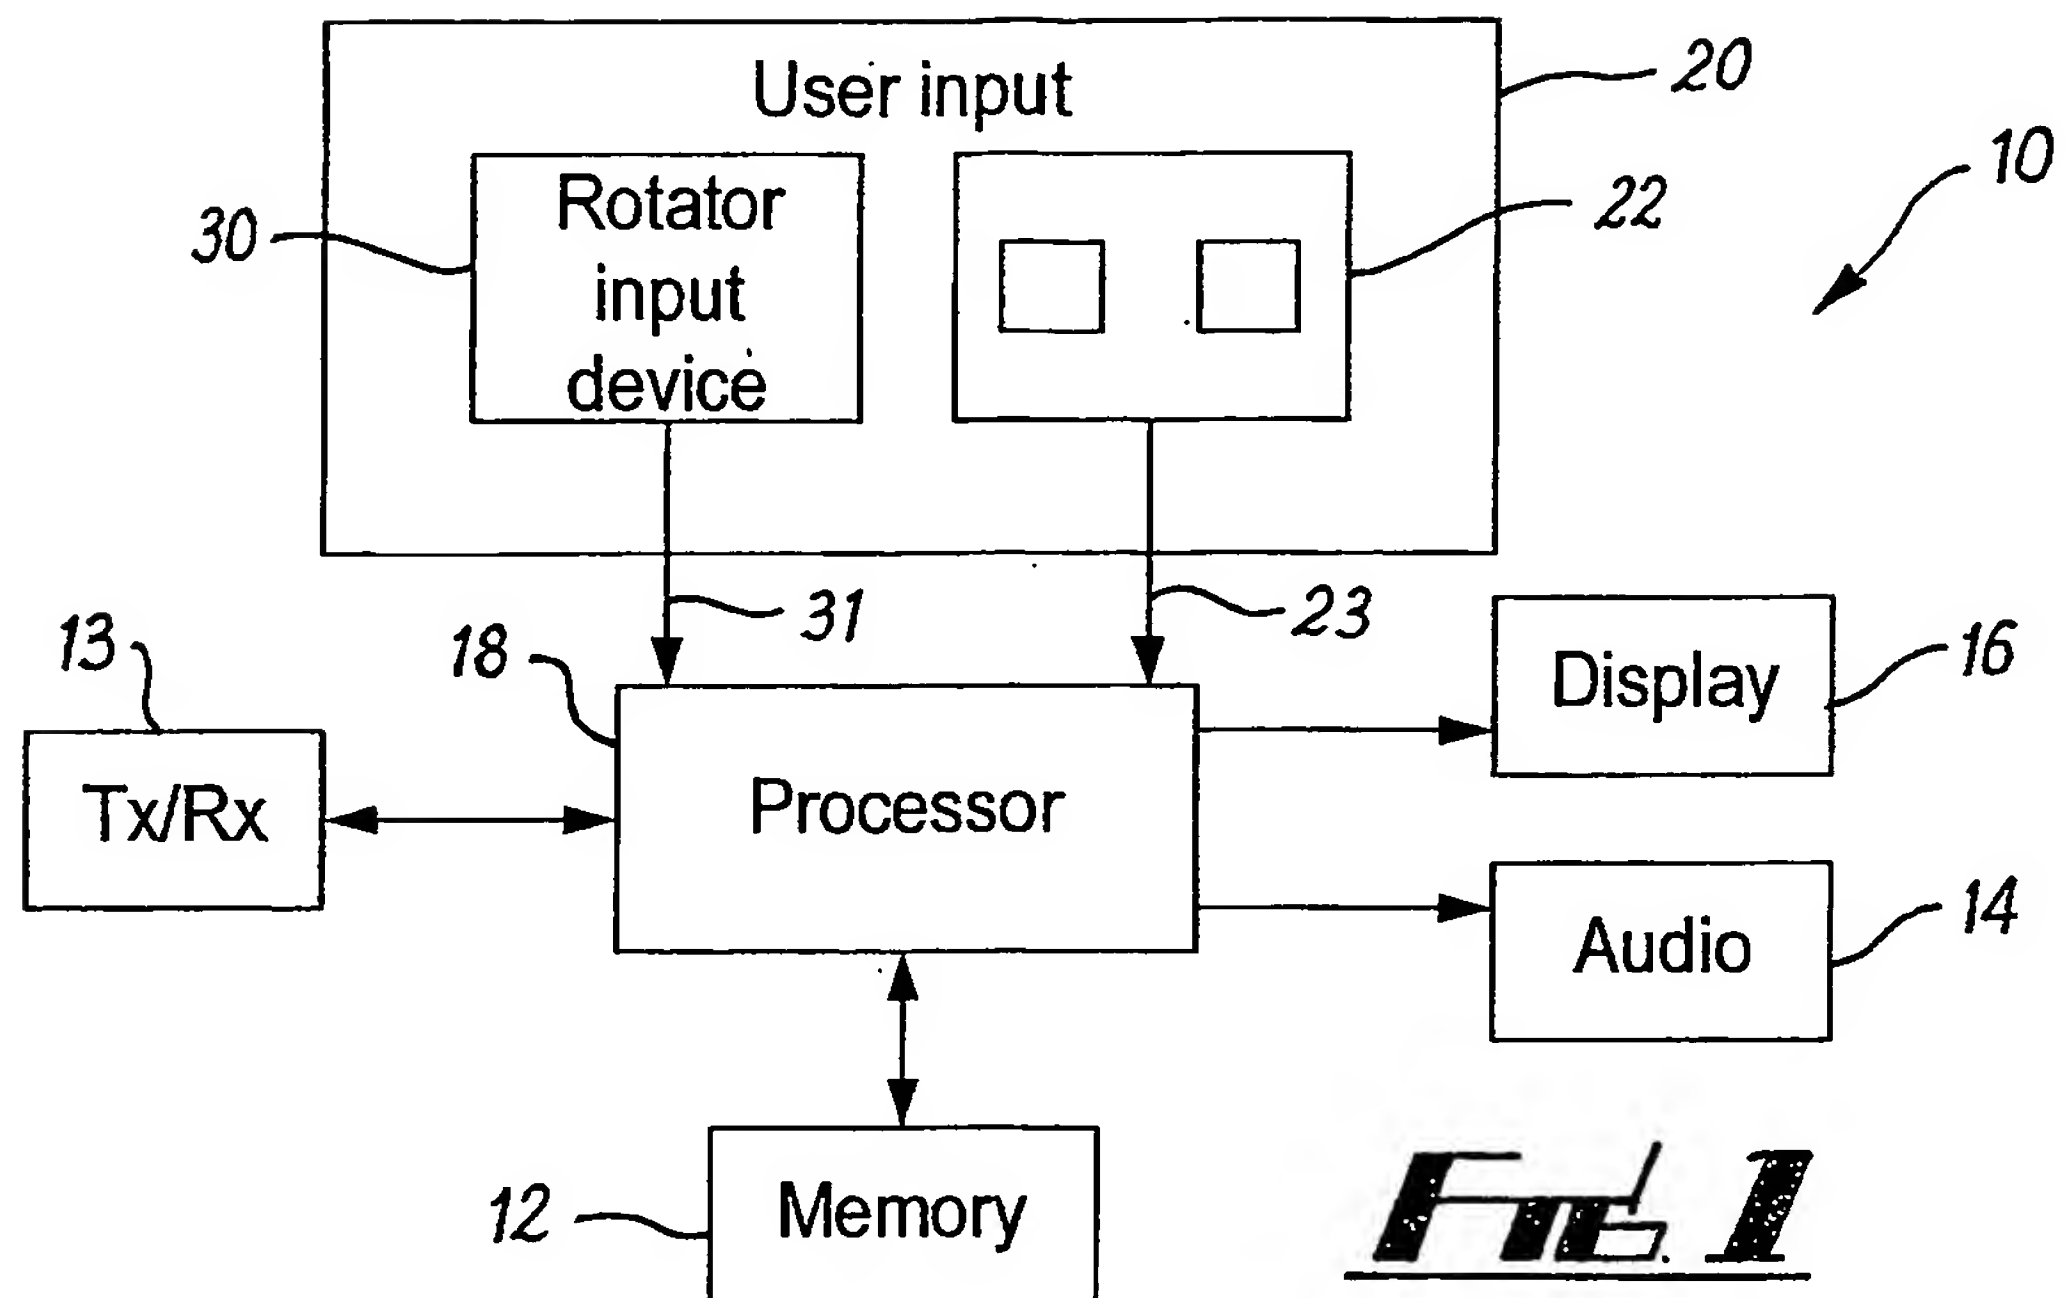 User input
20
10
Rotator
input
device
30
22
31
23
13
18
Display
16
Tx/Rx
Processor
Audio
14
Memory
12
FIG. 1